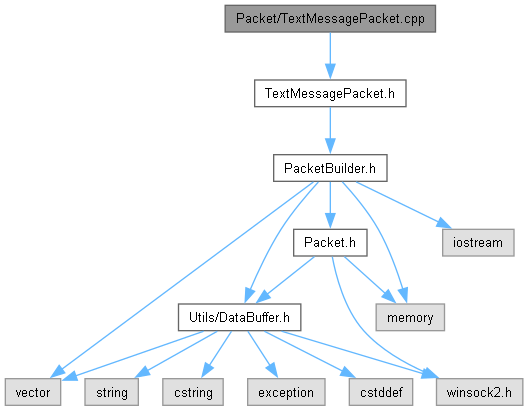 Packet/TextMessagePacket.cpp
TextMessagePacket.h
PacketBuilder.h
Packet.h
iostream
Utils/DataBuffer.h
memory
vector
string
cstring
exception
cstddef
winsock2.h